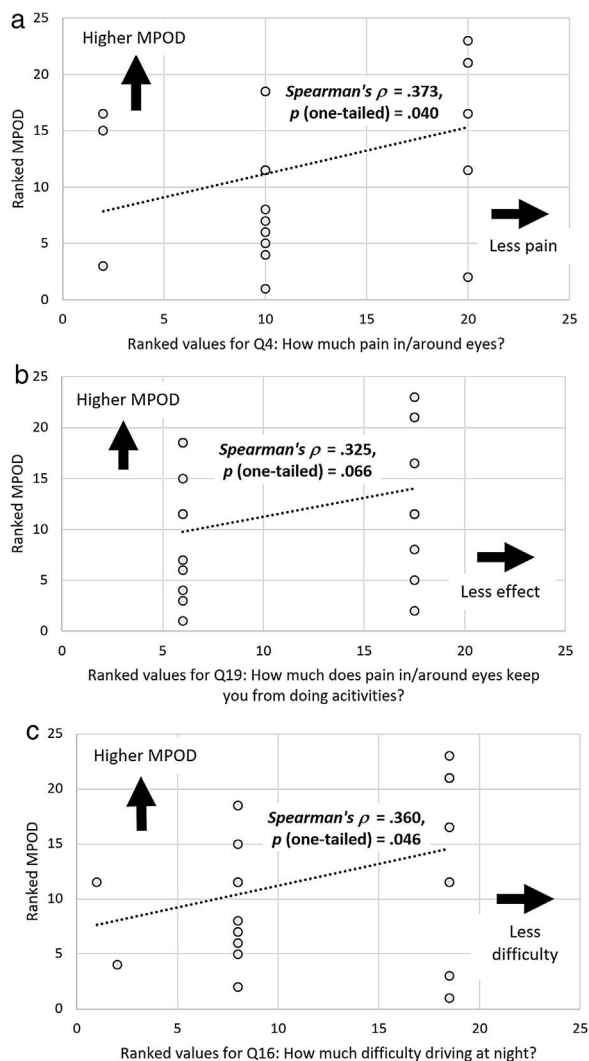 a
Higher MPOD
Spearman's ρ = .373,
p (one-tailed) = .040
Less pain
Ranked MPOD
25
20
15
10
5
0
0 5 10 15 20 25
Ranked values for Q4: How much pain in/around eyes?
b
Higher MPOD
Spearman's ρ = .325,
p (one-tailed) = .066
Less effect
Ranked MPOD
25
20
15
10
5
0
0 5 10 15 20 25
Ranked values for Q19: How much does pain in/around eyes keep
you from doing acitivities?
c
Higher MPOD
Spearman's ρ = .360,
p (one-tailed) = .046
Less
difficulty
Ranked MPOD
25
20
15
10
5
0
0 5 10 15 20 25
Ranked values for Q16: How much difficulty driving at night?